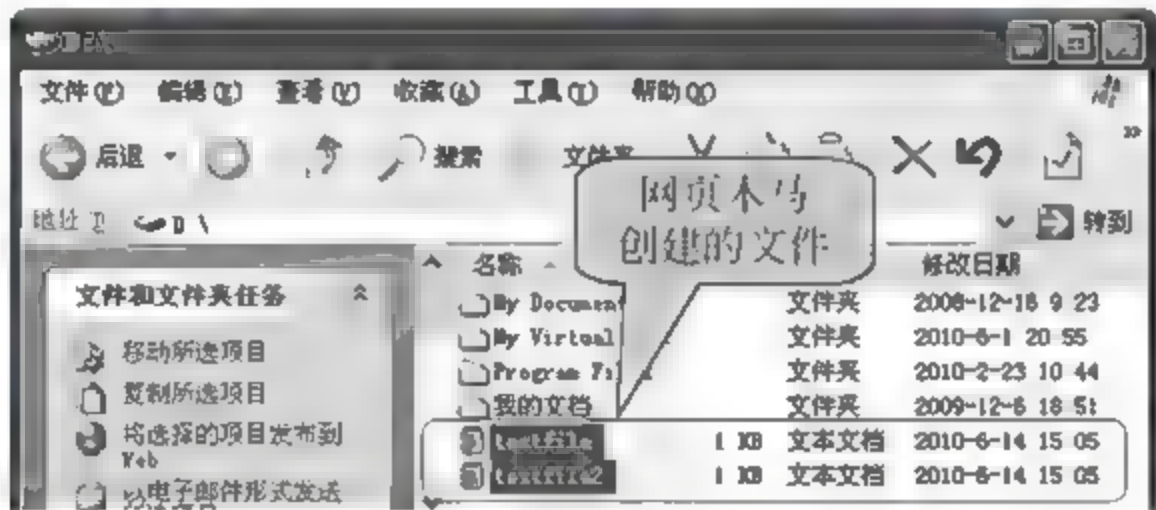 文件(F) 编辑(E) 查看(V) 收藏(A) 工具(T) 帮助(H)
后退 搜索 文件夹
地址 D \ 转到
网页木马
创建的文件
名称 修改日期
文件和文件夹任务
My Document 文件夹 2008-12-16 9 23
移动所选项目
My Virtual 文件夹 2010-6-1 20 55
复制所选项目
Program Fi 文件夹 2010-2-23 10 44
将选择的项目发布到
Web
我的文档 文件夹 2009-12-6 18 51
testfile 1 KB 文本文档 2010-6-14 15 05
以电子邮件形式发送
testfile2 1 KB 文本文档 2010-6-14 15 05